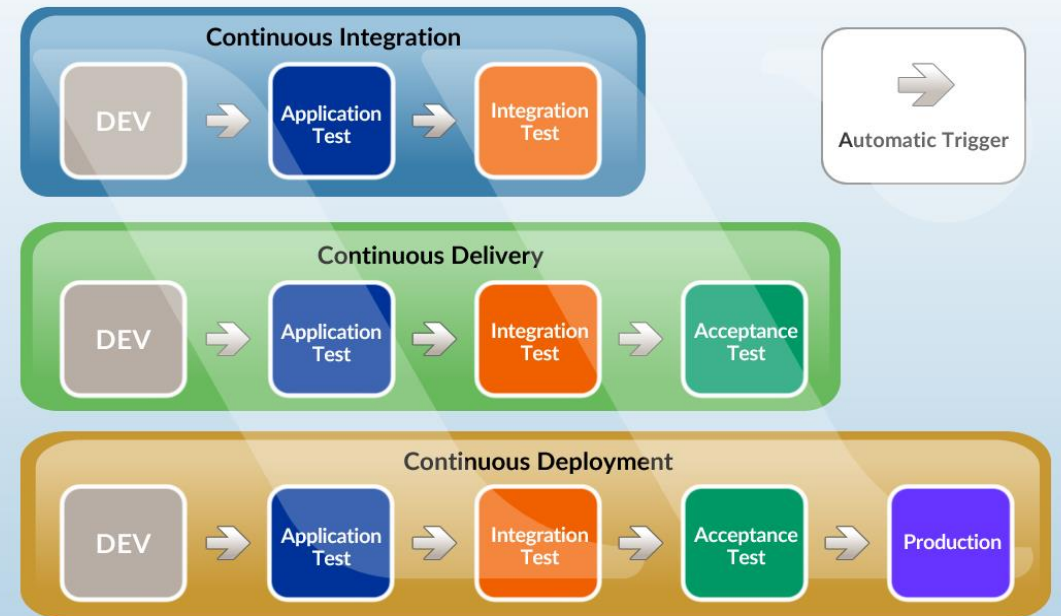 Continuous Integration
DEV
Application
Test
Integration
Test
Automatic Trigger
Continuous Delivery
DEV
Application
Test
Integration
Test
Acceptance
Test
Continuous Deployment
DEV
Application
Test
Integration
Test
Acceptance
Test
Production